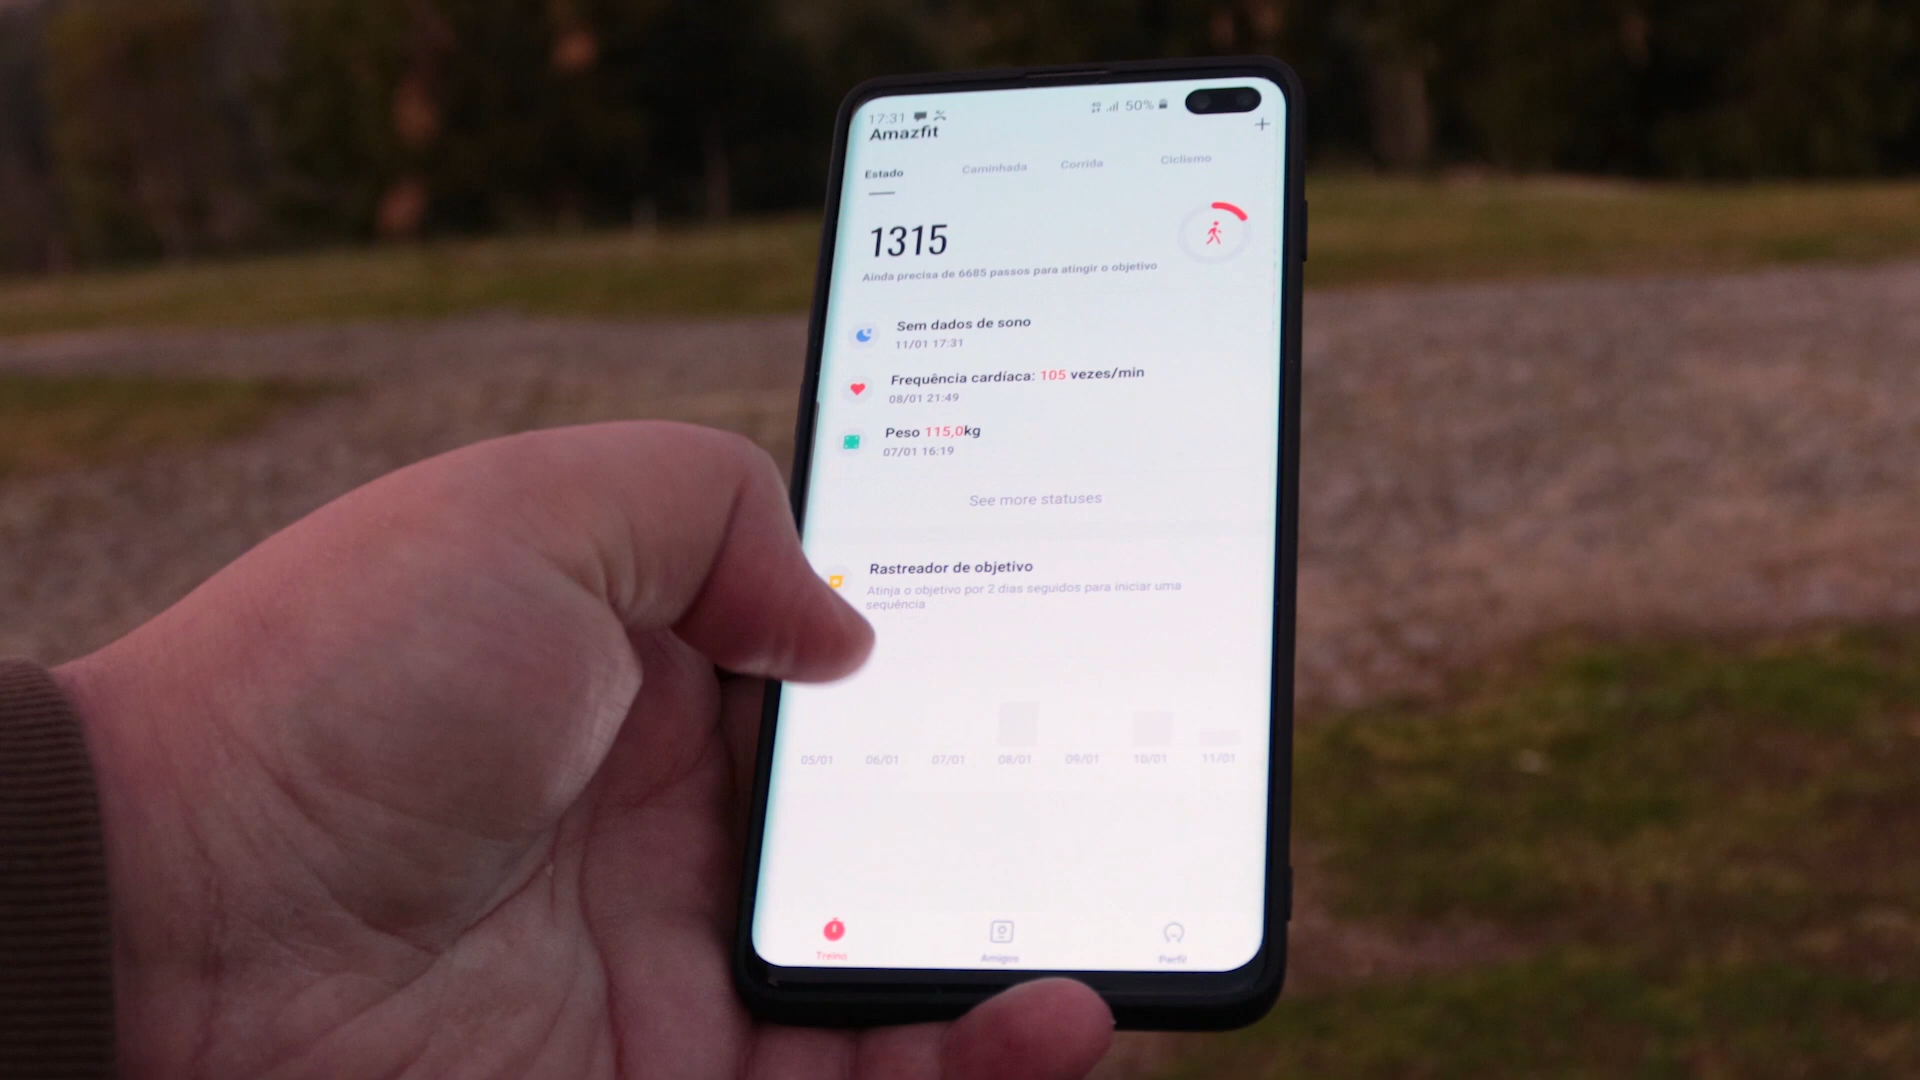 17:31 50%
Amazfit
Estado Caminhada Corrida Ciclismo
1315
Ainda precisa de 6685 passos para atingir o objetivo
Sem dados de sono
11/01 17:31
Frequência cardíaca: 105 vezes/min
08/01 21:49
Peso 115,0kg
07/01 16:19
See more statuses
Rastreador de objetivo
Atinja o objetivo por 2 dias seguidos para iniciar uma
sequência
05/01 06/01 07/01 08/01 09/01 10/01 11/01
Treino Amigos Perfil